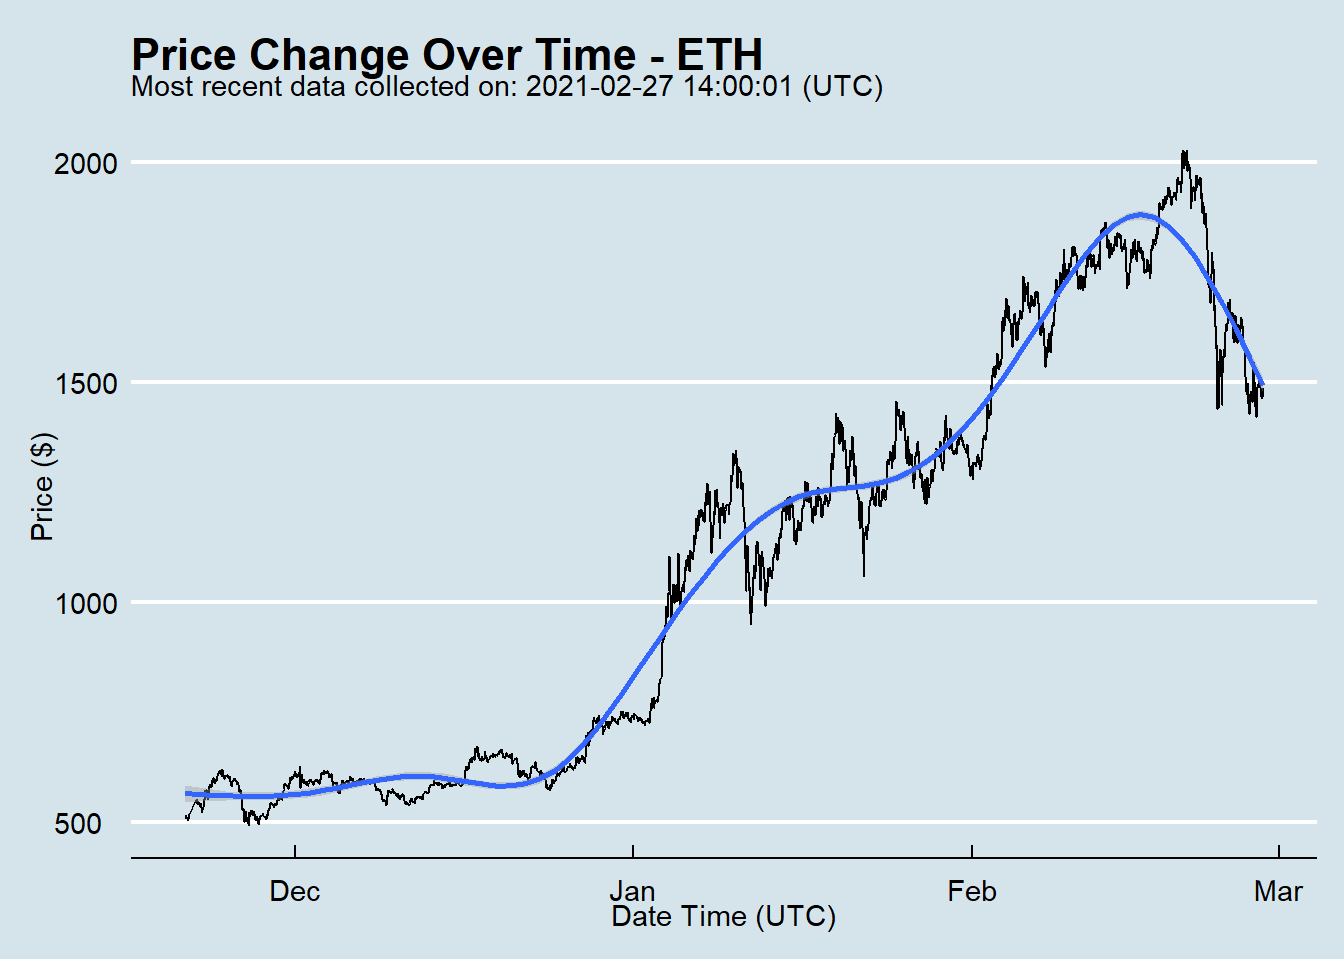 Price Change Over Time - ETH
Most recent data collected on: 2021-02-27 14:00:01 (UTC)
2000
1500
1000
500
Price ($)
Dec
Jan
Feb
Mar
Date Time (UTC)